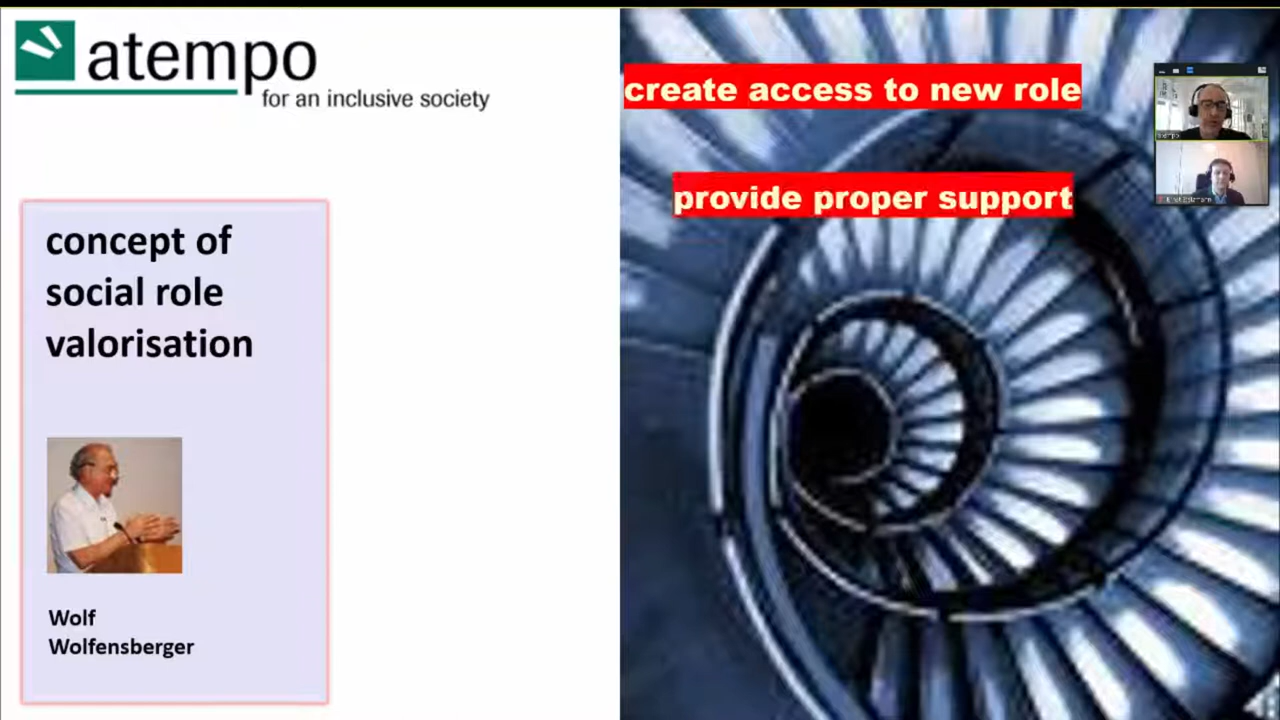 atempo
for an inclusive society
concept of
social role
valorisation
Wolf
Wolfensberger
create access to new role
provide proper support